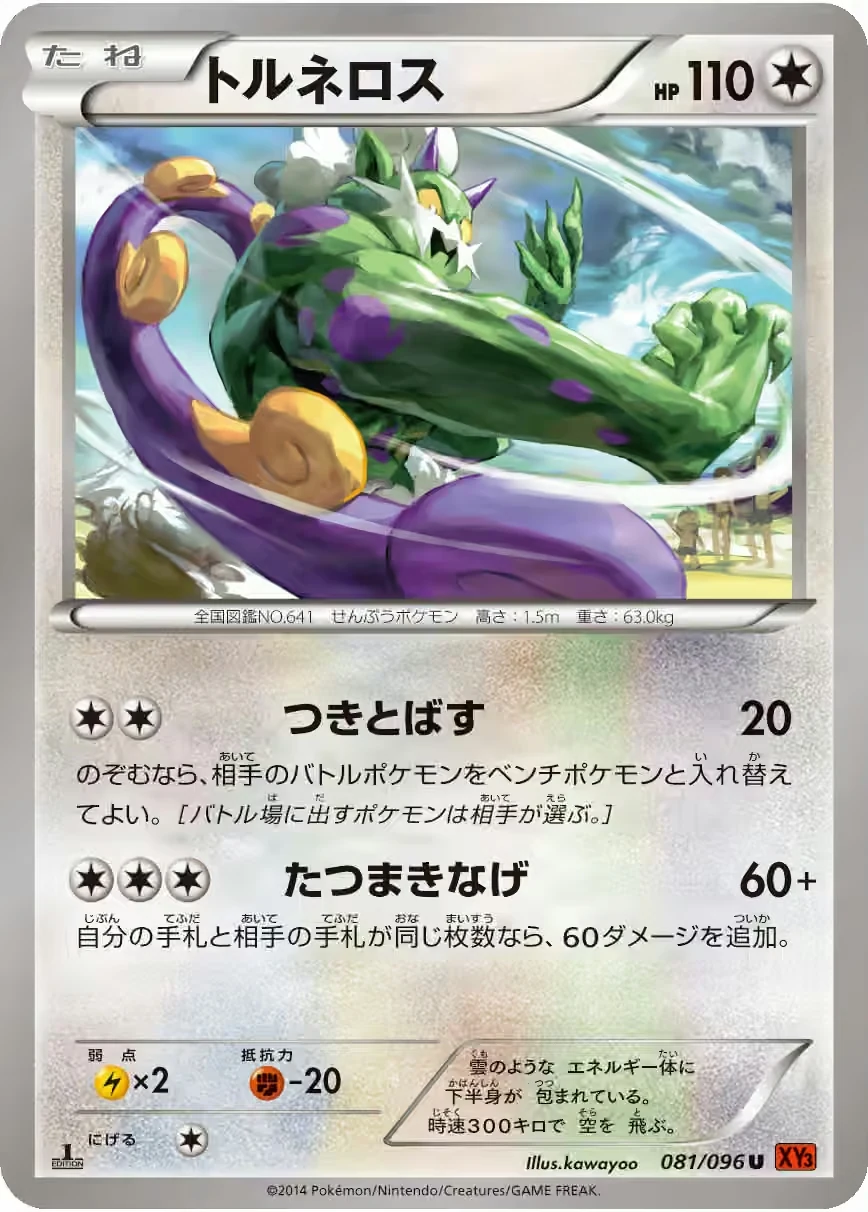 たね トルネロス HP 110
全国図鑑NO.641 せんぷうポケモン 高さ：1.5m 重さ：63.0kg
つきとばす 20
のぞむなら、相手のバトルポケモンをベンチポケモンと入れ替え
てよい。［バトル場に出すポケモンは相手が選ぶ。］
たつまきなげ 60+
自分の手札と相手の手札が同じ枚数なら、60ダメージを追加。
弱点 抵抗力
×2 -20
にげる
雲のような エネルギー体に
下半身が 包まれている。
時速300キロで 空を 飛ぶ。
1 EDITION
Illus.kawayoo 081/096 U XY3
©2014 Pokémon/Nintendo/Creatures/GAME FREAK.